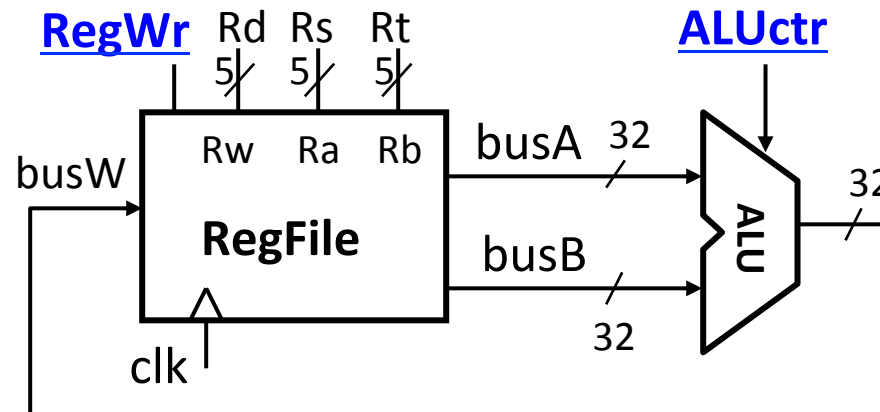 RegWr Rd Rs Rt ALUctr
5 5 5
Rw Ra Rb busA 32
busW 32
RegFile ALU
busB
32
clk